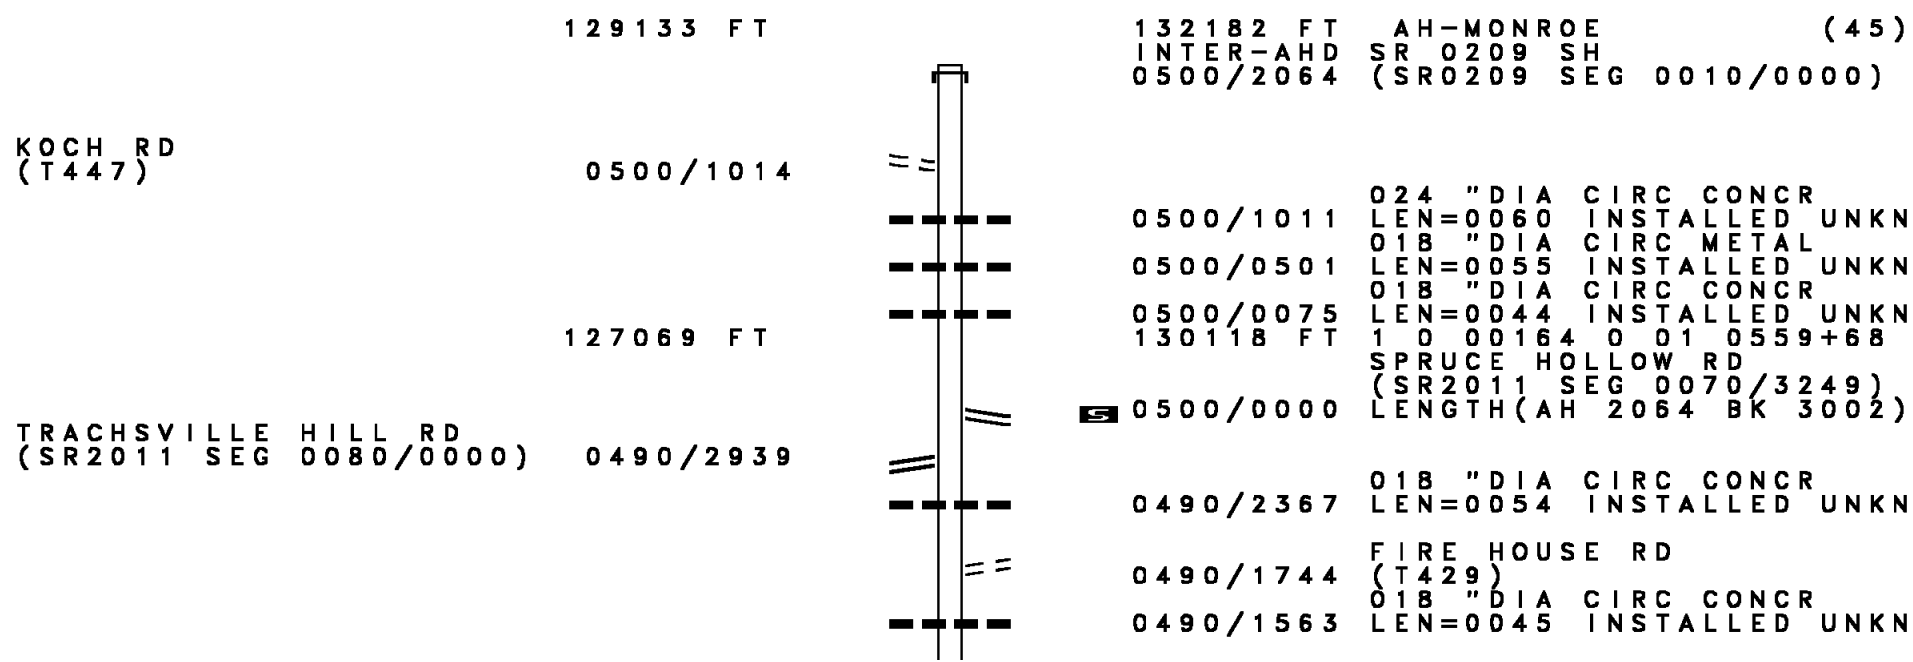 129133 FT 132182 FT AH-MONROE (45)
INTER-AHD SR 0209 SH
0500/2064 (SR0209 SEG 0010/0000)
KOCH RD
(T447) 0500/1014
024 "DIA CIRC CONCR
0500/1011 LEN=0060 INSTALLED UNKN
018 "DIA CIRC METAL
0500/0501 LEN=0055 INSTALLED UNKN
018 "DIA CIRC CONCR
0500/0075 LEN=0044 INSTALLED UNKN
127069 FT 130118 FT 1 0 00164 0 01 0559+68
SPRUCE HOLLOW RD
(SR2011 SEG 0070/3249)
S 0500/0000 LENGTH(AH 2064 BK 3002)
TRACHSVILLE HILL RD
(SR2011 SEG 0080/0000) 0490/2939
018 "DIA CIRC CONCR
0490/2367 LEN=0054 INSTALLED UNKN
FIRE HOUSE RD
0490/1744 (T429)
018 "DIA CIRC CONCR
0490/1563 LEN=0045 INSTALLED UNKN